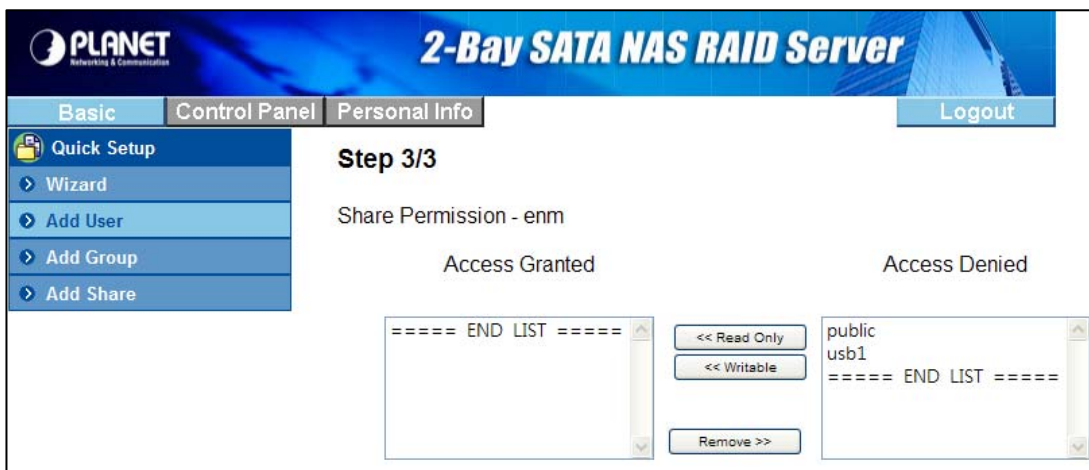 PLANET
Networking & Communication
2-Bay SATA NAS RAID Server
Basic
Control Panel
Personal Info
Logout
Quick Setup
Wizard
Add User
Add Group
Add Share
Step 3/3
Share Permission - enm
Access Granted
Access Denied
===== END LIST =====
<< Read Only
<< Writable
Remove >>
public
usb1
===== END LIST =====